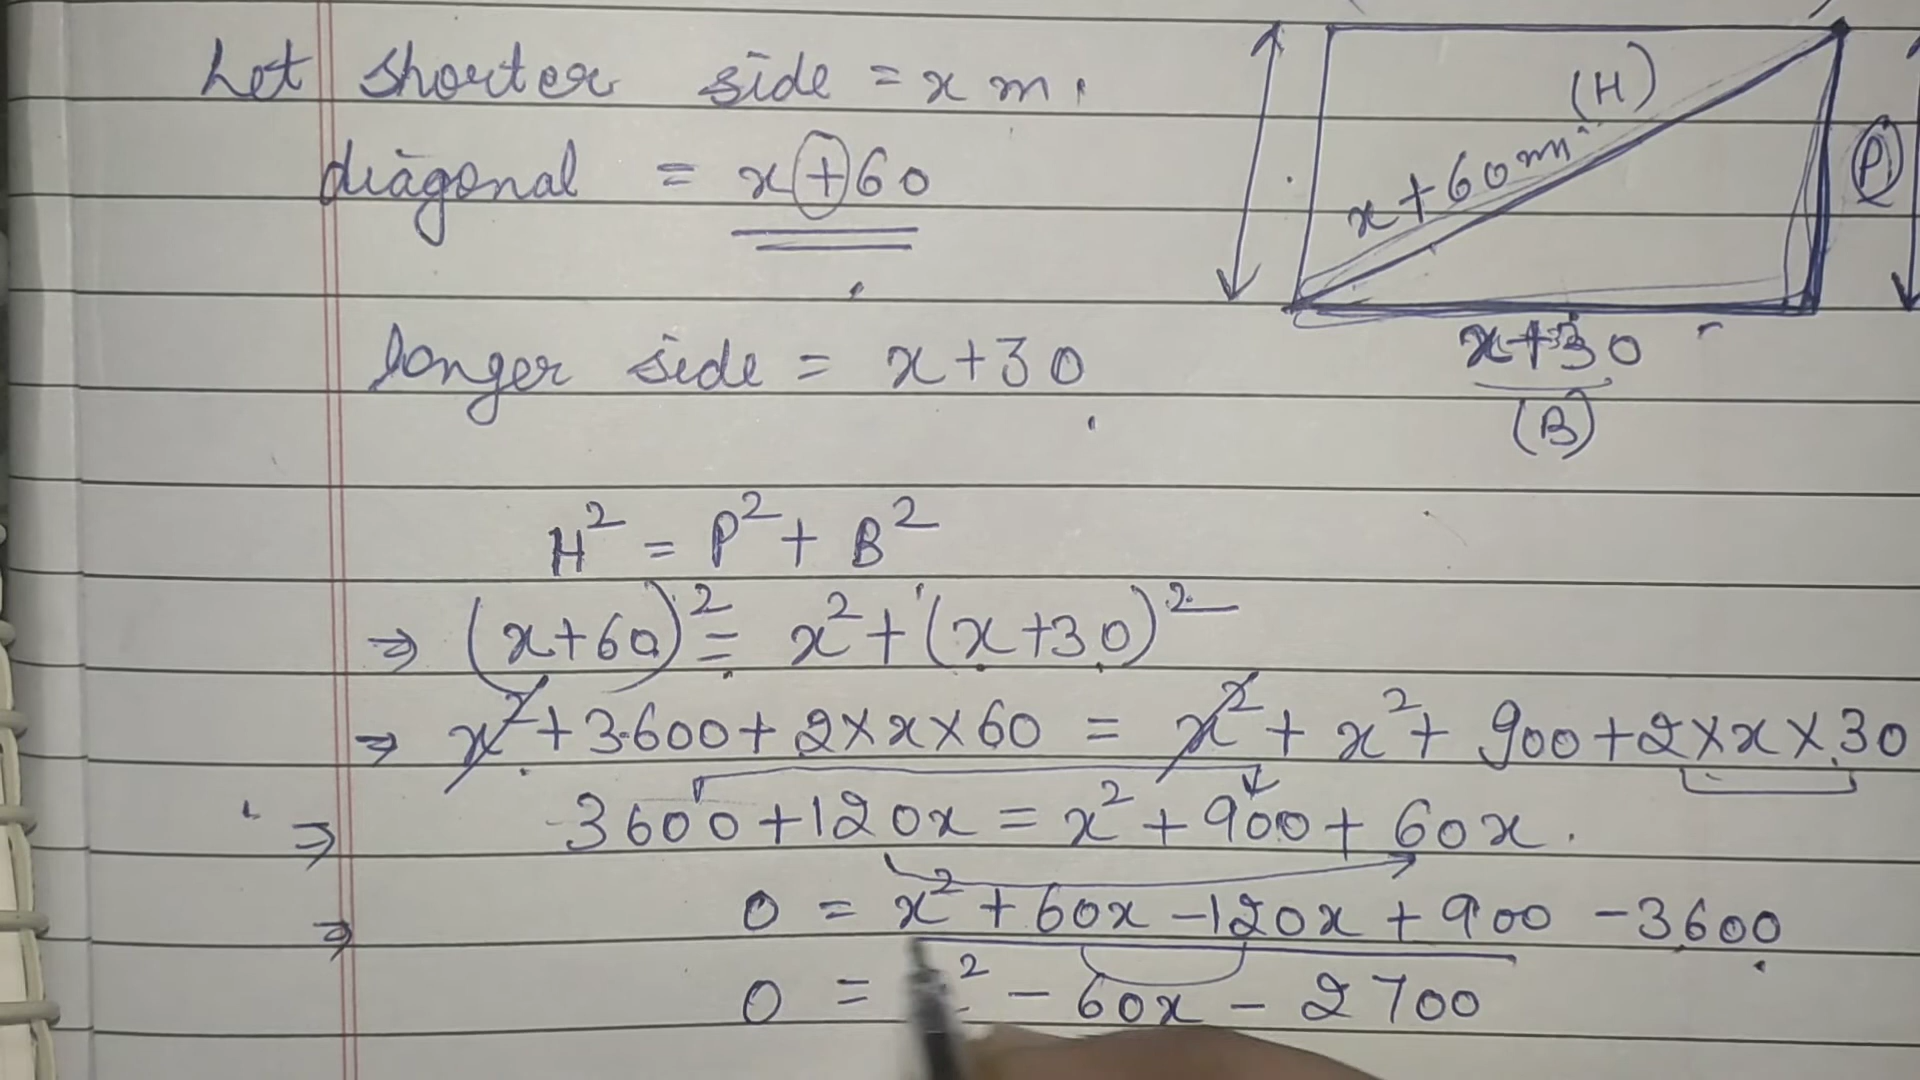 Let shorter side = x m.
diagonal = x + 60
longer side = x + 30
(H)
x + 60 m
(P)
x + 30
(B)
H² = P² + B²
⇒ (x+60)² = x² + (x+30)²
⇒ x² + 3600 + 2×x×60 = x² + x² + 900 + 2×x×30
⇒ 3600 + 120x = x² + 900 + 60x.
⇒ 0 = x² + 60x - 120x + 900 - 3600
0 = x² - 60x - 2700